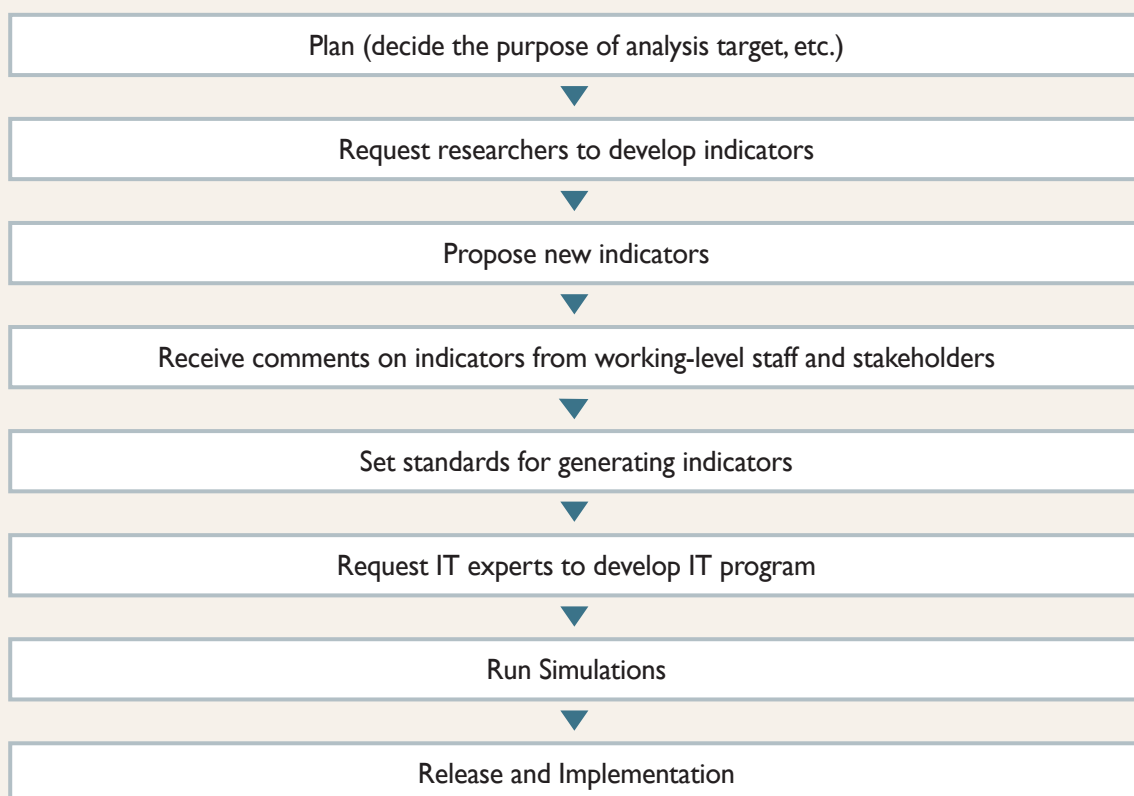 Plan (decide the purpose of analysis target, etc.)
Request researchers to develop indicators
Propose new indicators
Receive comments on indicators from working-level staff and stakeholders
Set standards for generating indicators
Request IT experts to develop IT program
Run Simulations
Release and Implementation